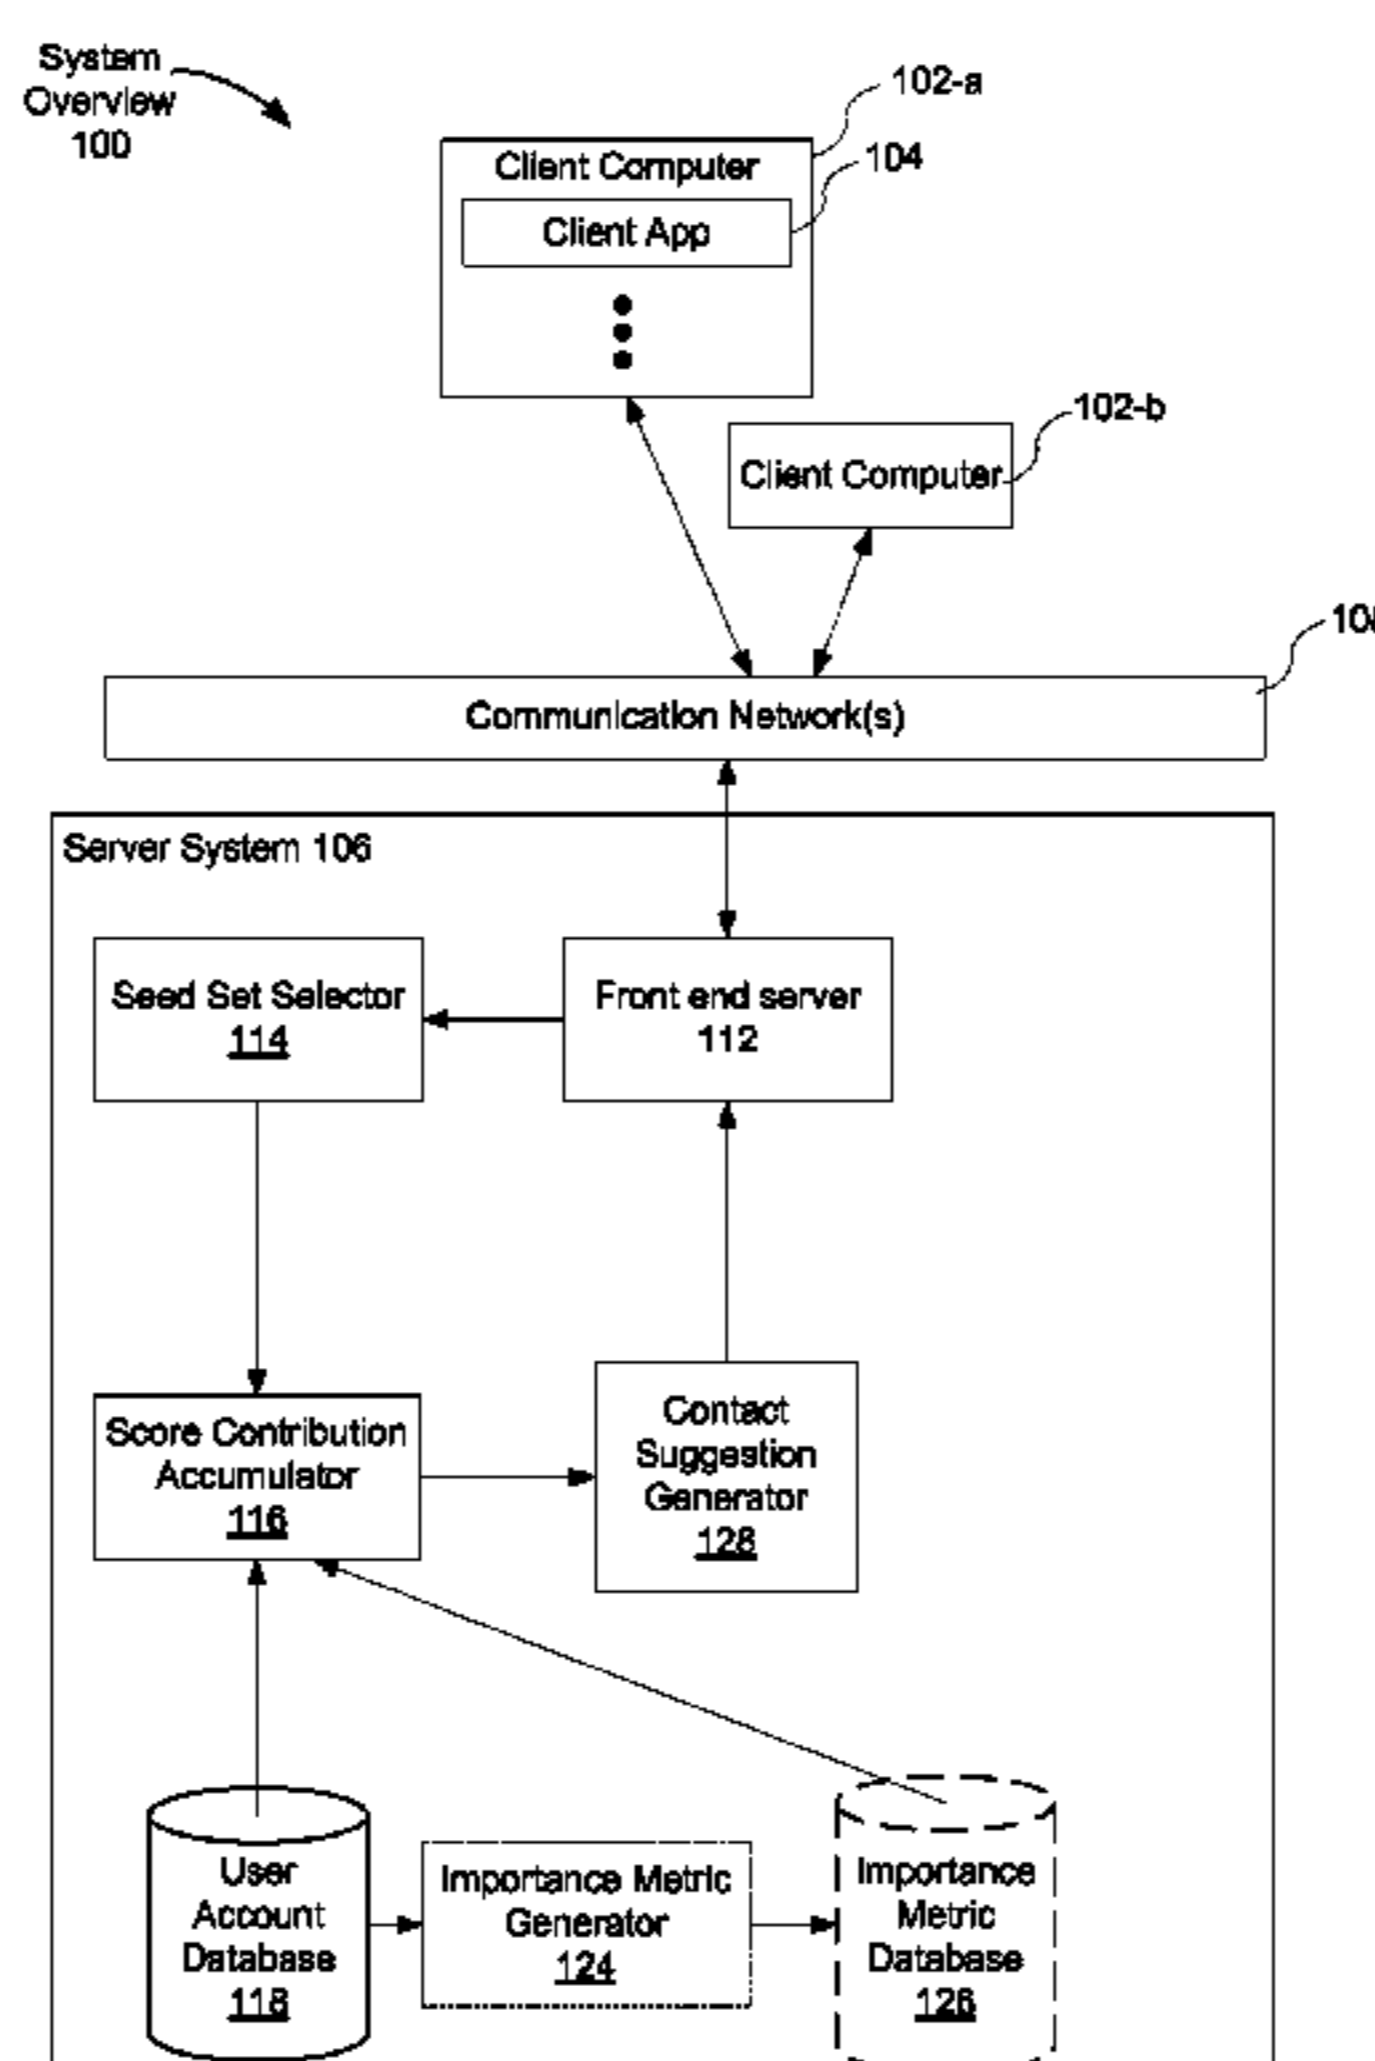 System
Overview
100
102-a
Client Computer
104
Client App
102-b
Client Computer
Communication Network(s)
Server System 106
Seed Set Selector
114
Front end server
112
Score Contribution
Accumulator
116
Contact
Suggestion
Generator
128
User
Account
Database
118
Importance Metric
Generator
124
Importance
Metric
Database
126